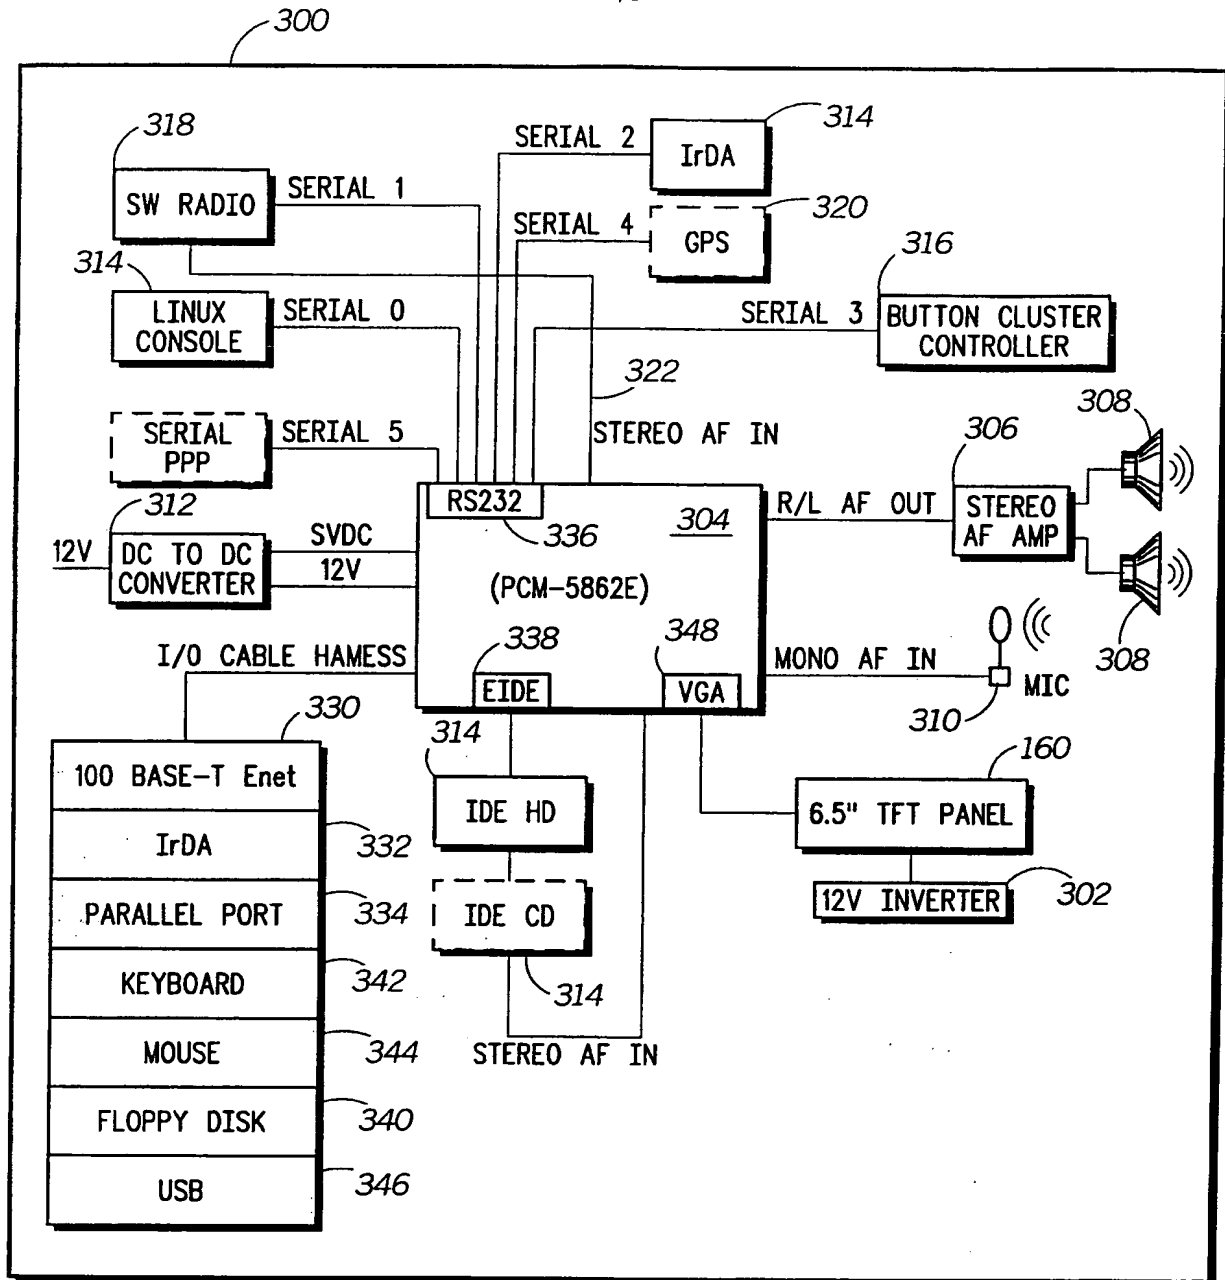 300
318
SERIAL 2
IrDA
314
SW RADIO
SERIAL 1
SERIAL 4
GPS
320
314
LINUX
CONSOLE
SERIAL 0
316
SERIAL 3
BUTTON CLUSTER
CONTROLLER
322
STEREO AF IN
SERIAL
PPP
SERIAL 5
306
308
RS232
336
304
(PCM-5862E)
R/L AF OUT
STEREO
AF AMP
308
312
12V
DC TO DC
CONVERTER
SVDC
12V
I/O CABLE HAMESS
338
EIDE
348
VGA
MONO AF IN
MIC
310
330
100 BASE-T Enet
IrDA
332
PARALLEL PORT
334
KEYBOARD
342
MOUSE
344
FLOPPY DISK
340
USB
346
314
IDE HD
IDE CD
314
STEREO AF IN
160
6.5" TFT PANEL
12V INVERTER
302